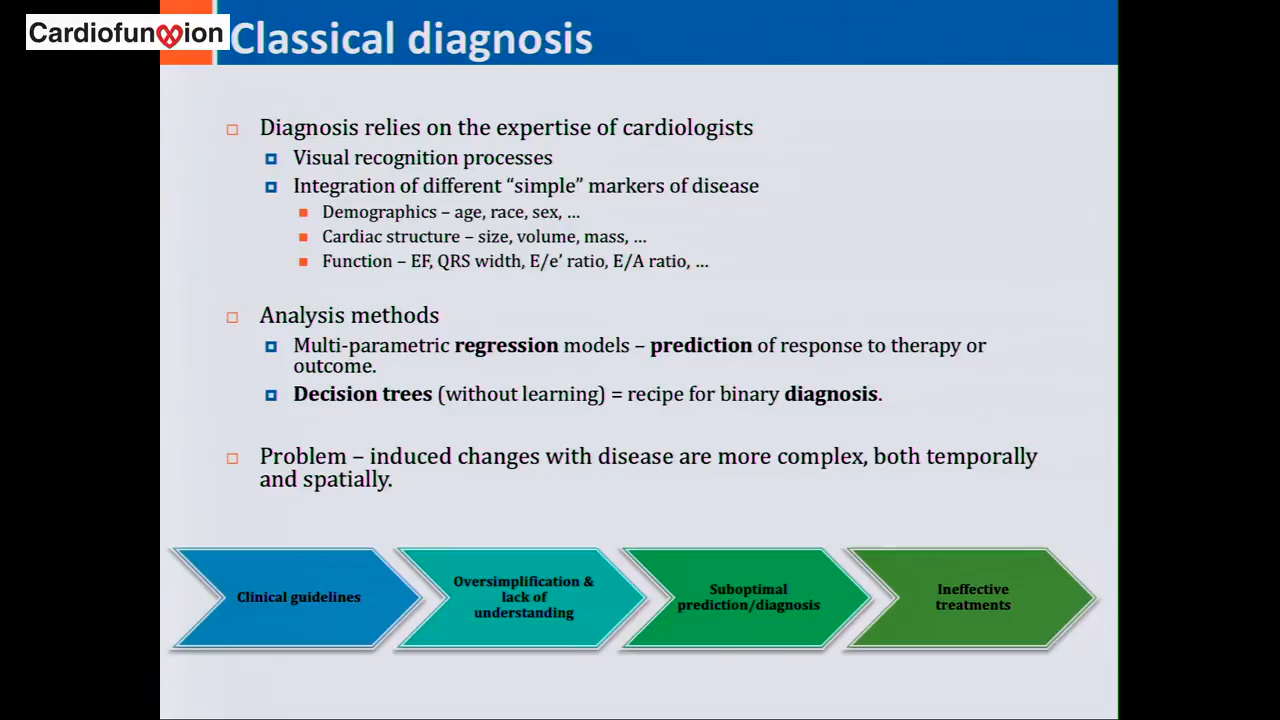 Cardiofunxion
Classical diagnosis
Diagnosis relies on the expertise of cardiologists
Visual recognition processes
Integration of different “simple” markers of disease
Demographics – age, race, sex, …
Cardiac structure – size, volume, mass, …
Function – EF, QRS width, E/e’ ratio, E/A ratio, …
Analysis methods
Multi-parametric regression models – prediction of response to therapy or
outcome.
Decision trees (without learning) = recipe for binary diagnosis.
Problem – induced changes with disease are more complex, both temporally
and spatially.
Clinical guidelines
Oversimplification &
lack of
understanding
Suboptimal
prediction/diagnosis
Ineffective
treatments